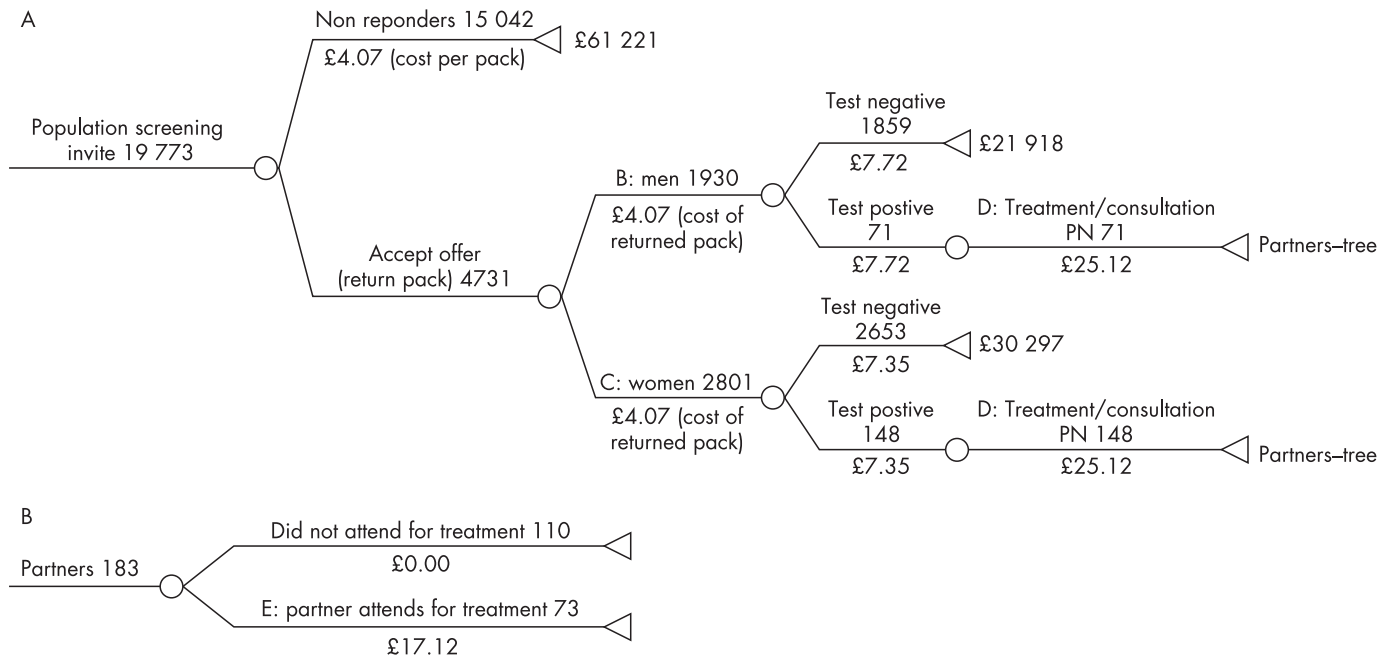 A
Non reponders 15 042
£4.07 (cost per pack)
£61 221
Population screening
invite 19 773
Accept offer
(return pack) 4731
B: men 1930
£4.07 (cost of
returned pack)
Test negative
1859
£7.72
£21 918
Test postive
71
£7.72
D: Treatment/consultation
PN 71
£25.12
Partners–tree
C: women 2801
£4.07 (cost of
returned pack)
Test negative
2653
£7.35
£30 297
Test postive
148
£7.35
D: Treatment/consultation
PN 148
£25.12
Partners–tree
B
Partners 183
Did not attend for treatment 110
£0.00
E: partner attends for treatment 73
£17.12